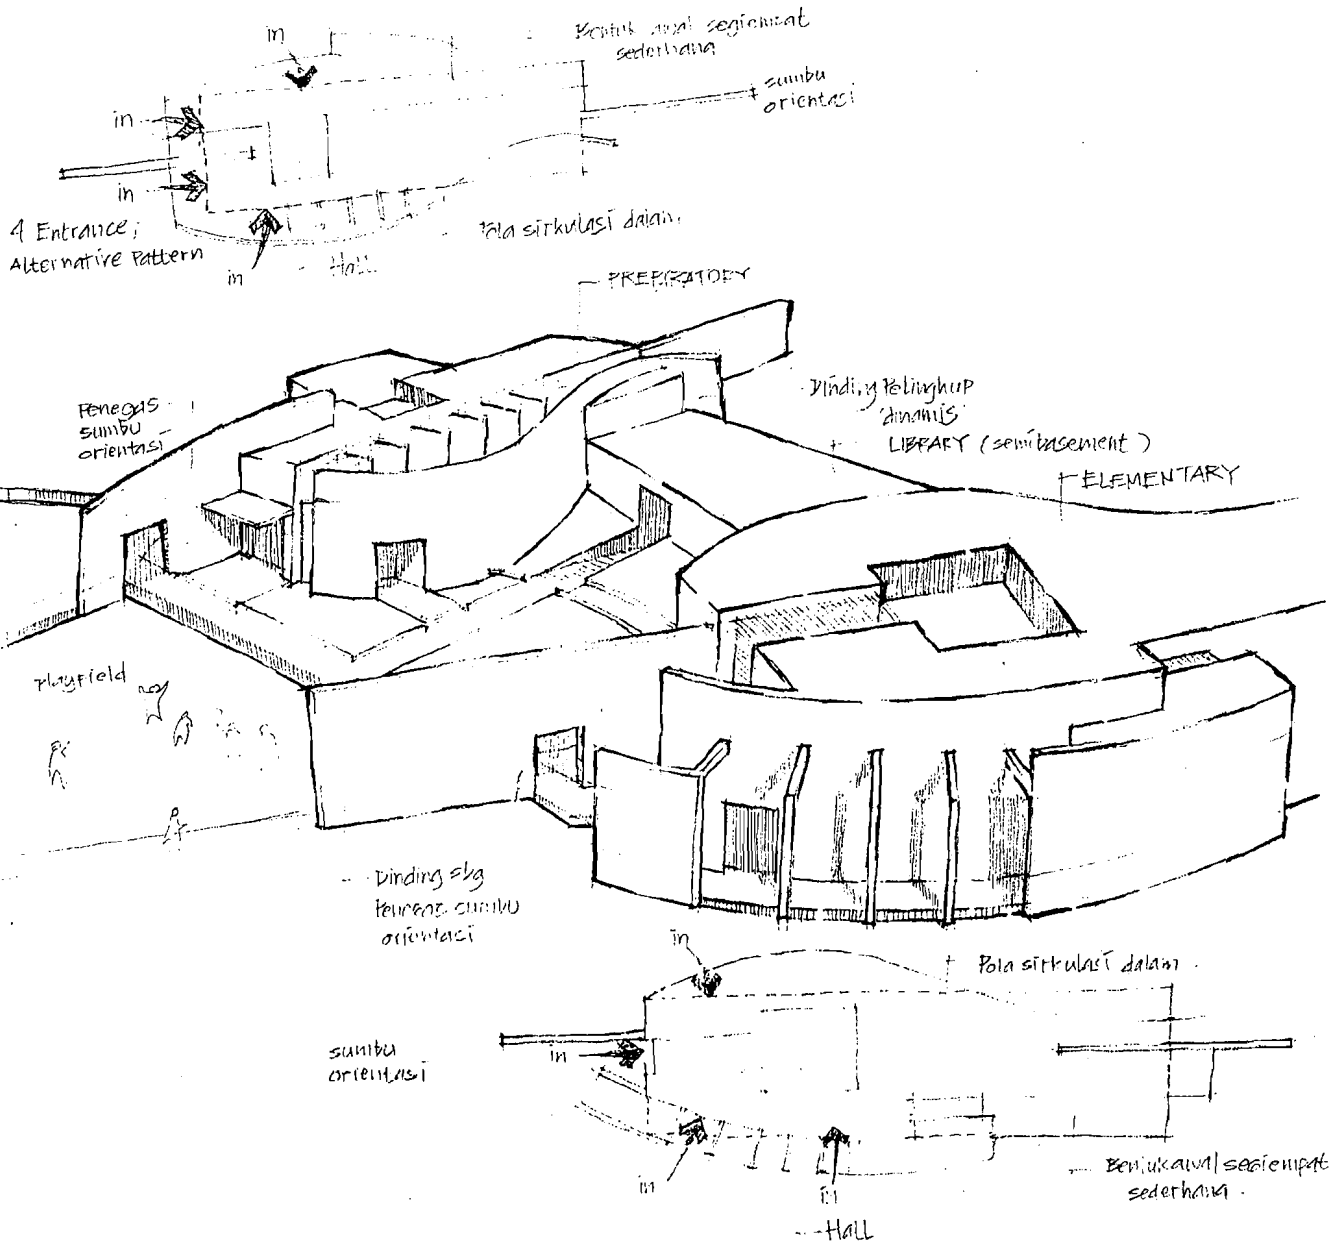 in
Bentuk awal segiempat
sederhana
sumbu
orientasi
in
in
4 Entrance;
Alternative Pattern
in
Hall
Pola sirkulasi dalam.
PREPIRATORY
Penegas
sumbu
orientasi
Dinding Pelingkup
dinamis
LIBRARY (semibasement)
ELEMENTARY
Playfield
Dinding sbg
sumbu
orientasi
in
Pola sirkulasi dalam.
sumbu
orientasi
in
in
in
Hall
Bentuk awal segiempat
sederhana.